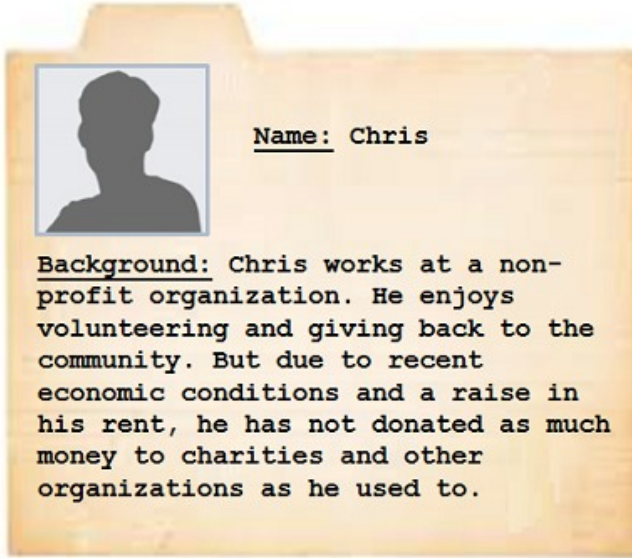 Name: Chris
Background: Chris works at a non-
profit organization. He enjoys
volunteering and giving back to the
community. But due to recent
economic conditions and a raise in
his rent, he has not donated as much
money to charities and other
organizations as he used to.